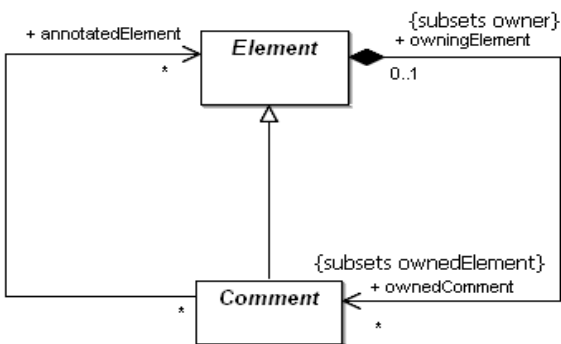 {subsets owner}
+ annotatedElement
Element
+ owningElement
*
0..1
{subsets ownedElement}
Comment
+ ownedComment
*
*